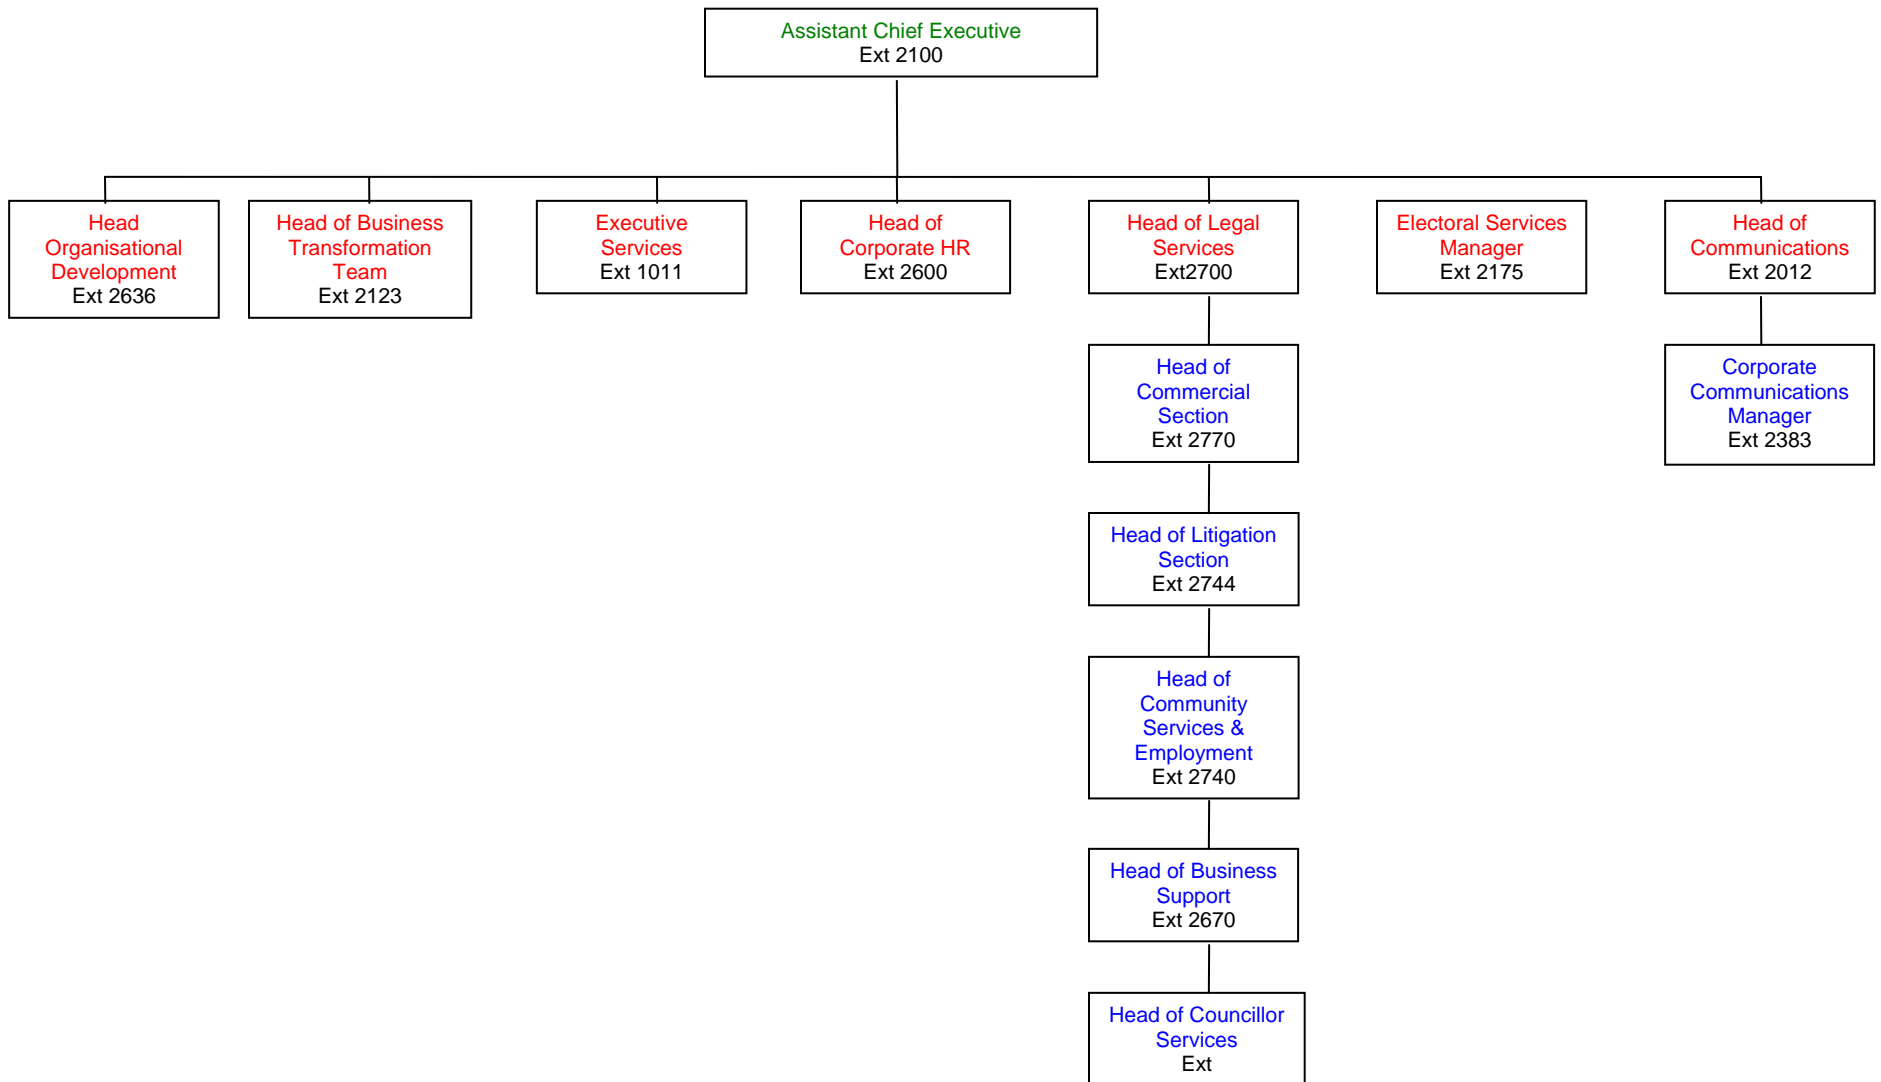 Assistant Chief Executive
Ext 2100
Head
Organisational
Development
Ext 2636
Head of Business
Transformation
Team
Ext 2123
Executive
Services
Ext 1011
Head of
Corporate HR
Ext 2600
Head of Legal
Services
Ext2700
Electoral Services
Manager
Ext 2175
Head of
Communications
Ext 2012
Head of
Commercial
Section
Ext 2770
Corporate
Communications
Manager
Ext 2383
Head of Litigation
Section
Ext 2744
Head of
Community
Services &
Employment
Ext 2740
Head of Business
Support
Ext 2670
Head of Councillor
Services
Ext